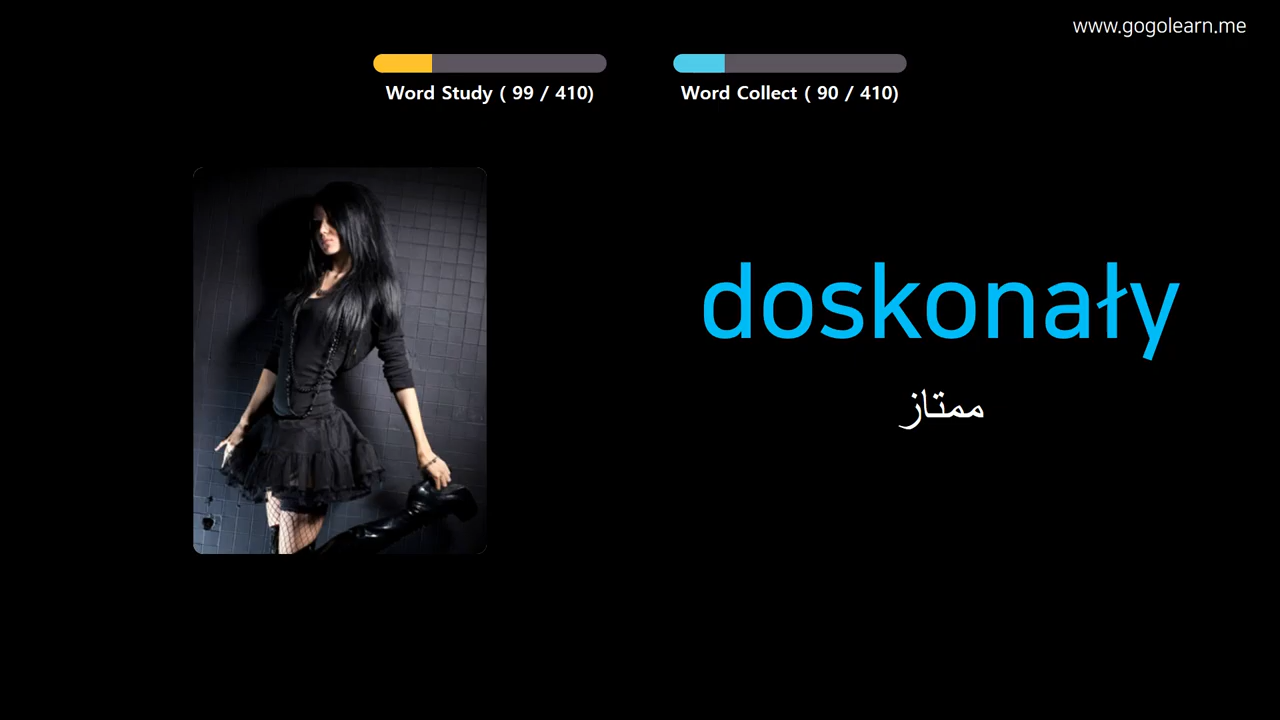 www.gogolearn.me
Word Study ( 99 / 410)
Word Collect ( 90 / 410)
doskonały
ممتاز